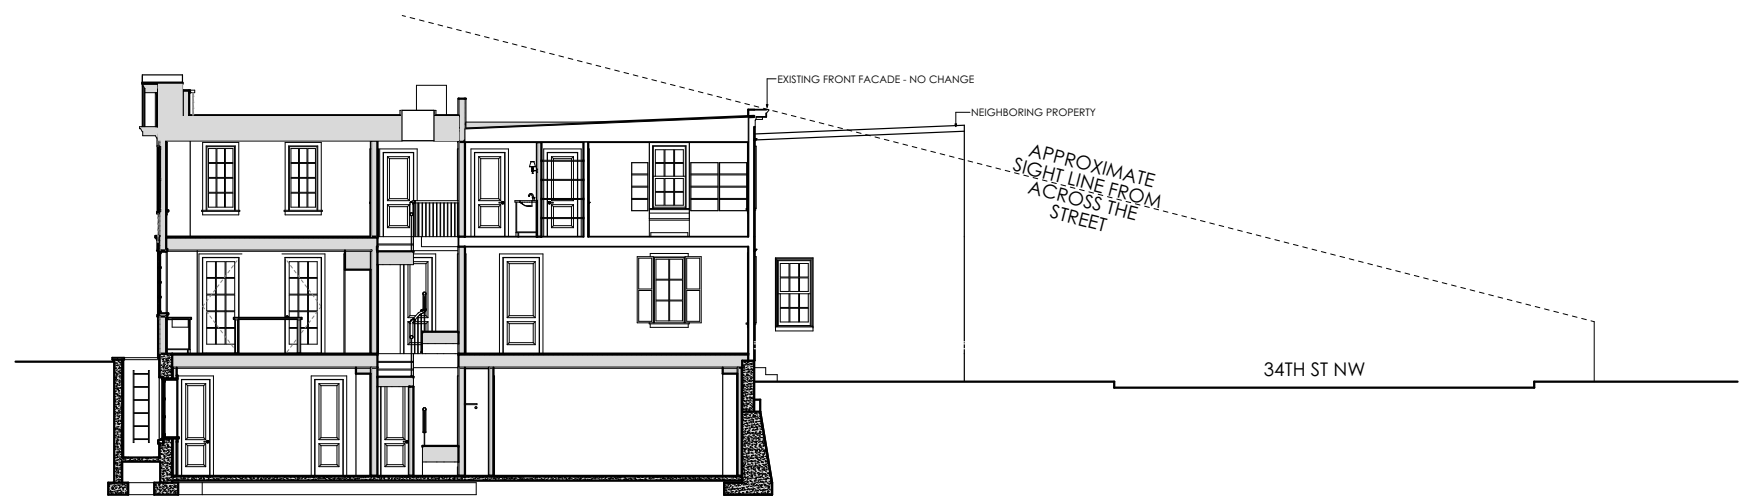 EXISTING FRONT FACADE - NO CHANGE
NEIGHBORING PROPERTY
APPROXIMATE
SIGHT LINE FROM
ACROSS THE
STREET
34TH ST NW